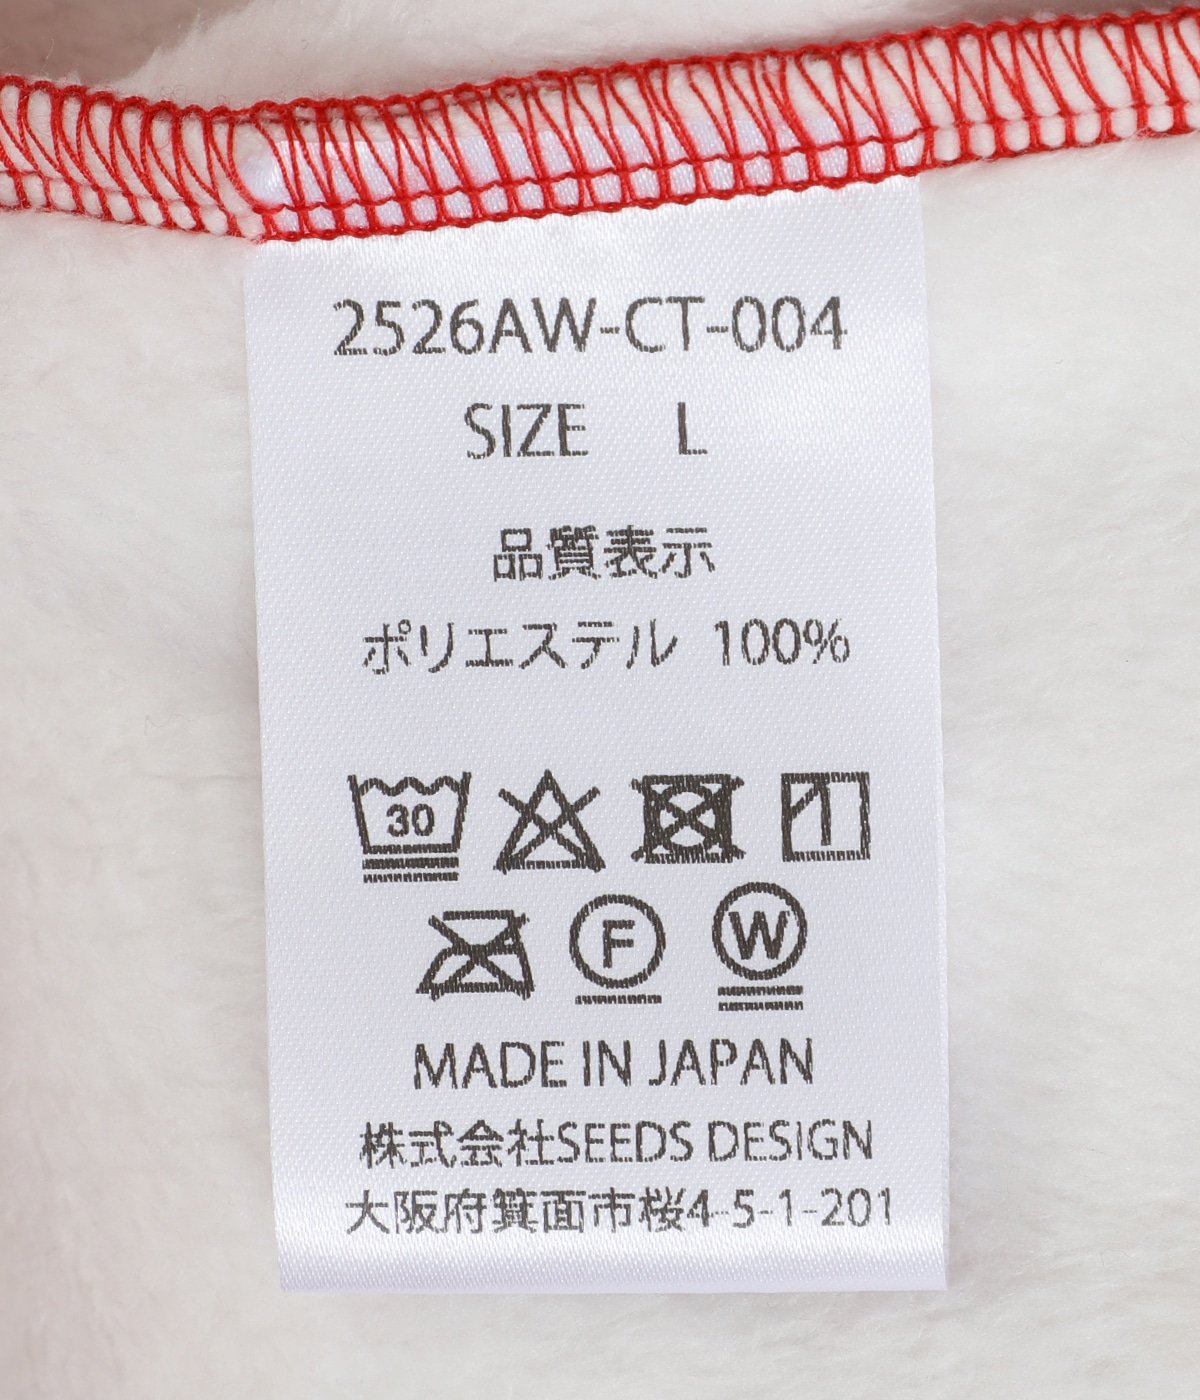 2526AW-CT-004
SIZE L
品質表示
ポリエステル 100%
30
F W
MADE IN JAPAN
株式会社SEEDS DESIGN
大阪府箕面市桜4-5-1-201